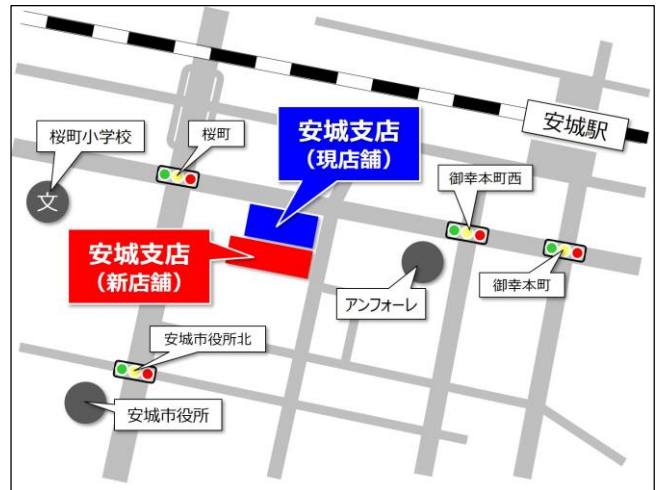 安城駅
安城支店
（現店舗）
桜町小学校
桜町
文
御幸本町西
安城支店
（新店舗）
アンフォーレ
御幸本町
安城市役所北
安城市役所